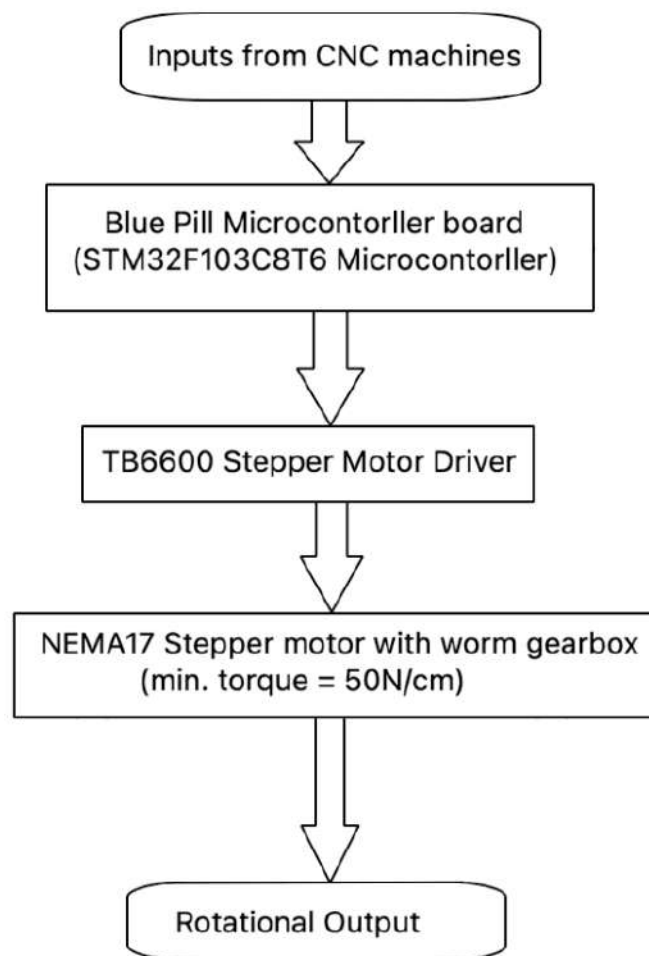 Inputs from CNC machines
Blue Pill Microcontorller board
(STM32F103C8T6 Microcontorller)
TB6600 Stepper Motor Driver
NEMA17 Stepper motor with worm gearbox
(min. torque = 50N/cm)
Rotational Output